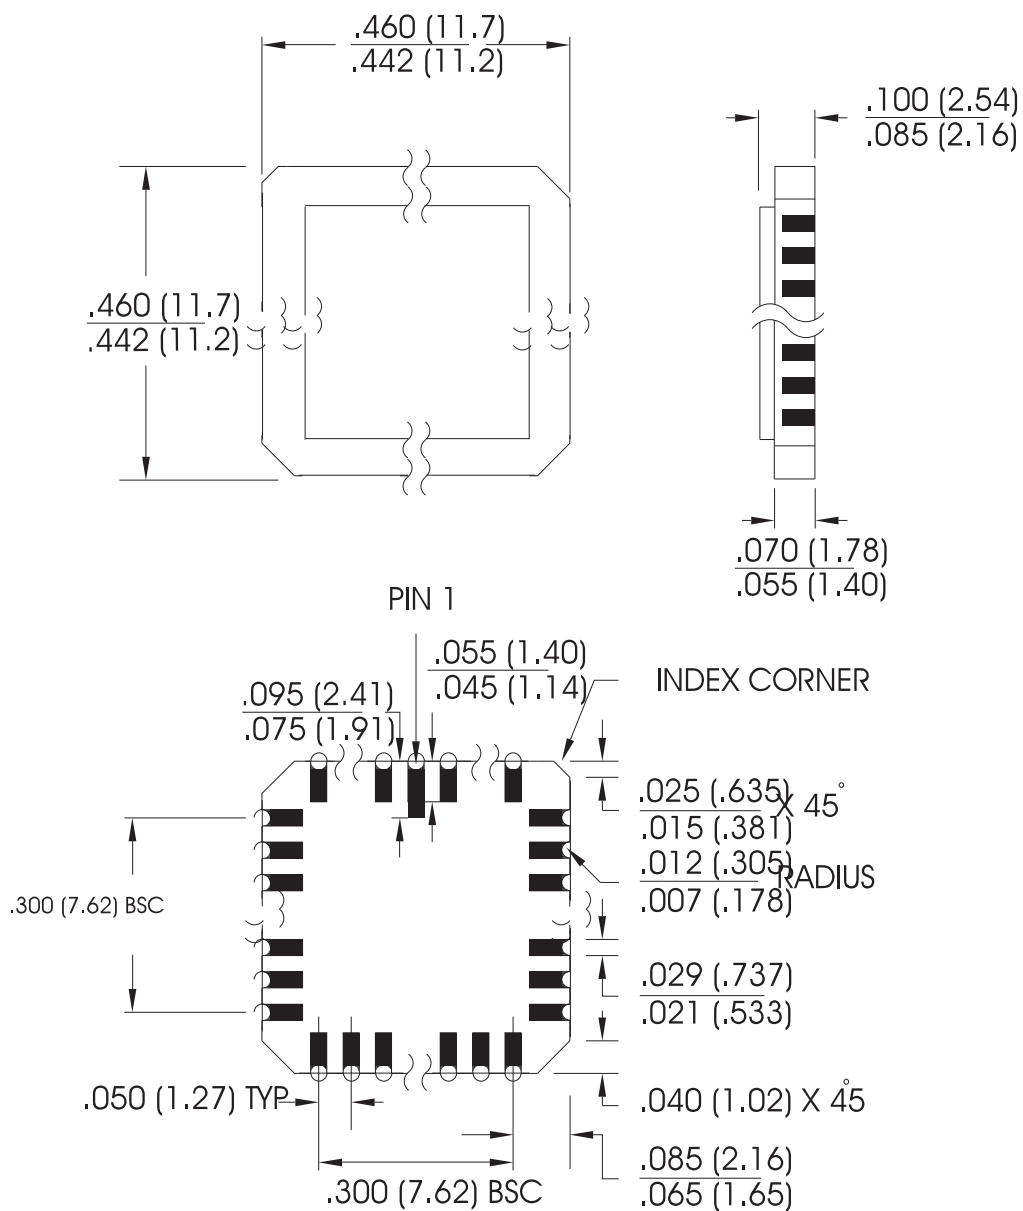 .460 (11.7)
.442 (11.2)
.100 (2.54)
.085 (2.16)
.460 (11.7)
.442 (11.2)
.070 (1.78)
.055 (1.40)
PIN 1
.055 (1.40)
.045 (1.14)
INDEX CORNER
.095 (2.41)
.075 (1.91)
.025 (.635)
.015 (.381)
X 45°
.012 (.305)
.007 (.178)
RADIUS
.300 (7.62) BSC
.029 (.737)
.021 (.533)
.050 (1.27) TYP
.040 (1.02) X 45°
.085 (2.16)
.065 (1.65)
.300 (7.62) BSC